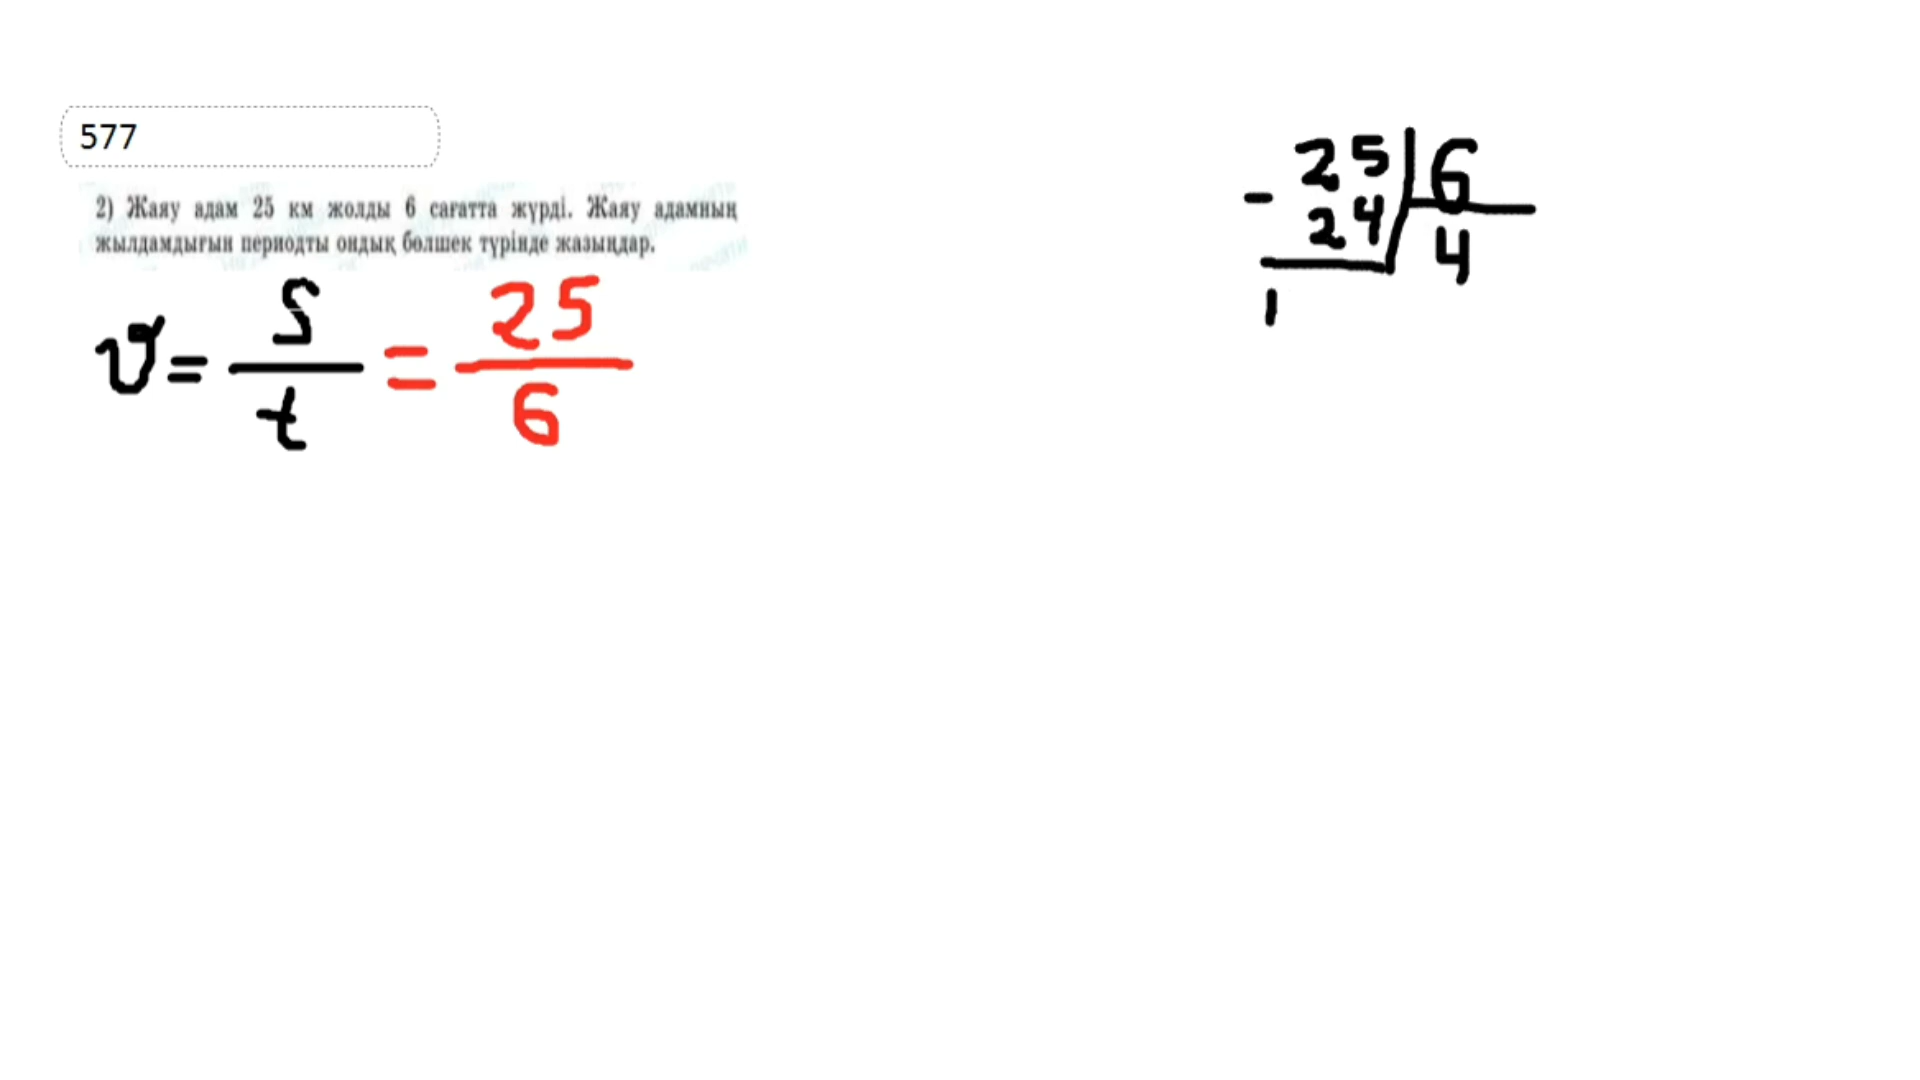 577
2) Жаяу адам 25 км жолды 6 сағатта жүрді. Жаяу адамның
жылдамдығын периодты ондық бөлшек түрінде жазыңдар.
v = S/t = 25/6
- 25 | 6
24 | 4
1